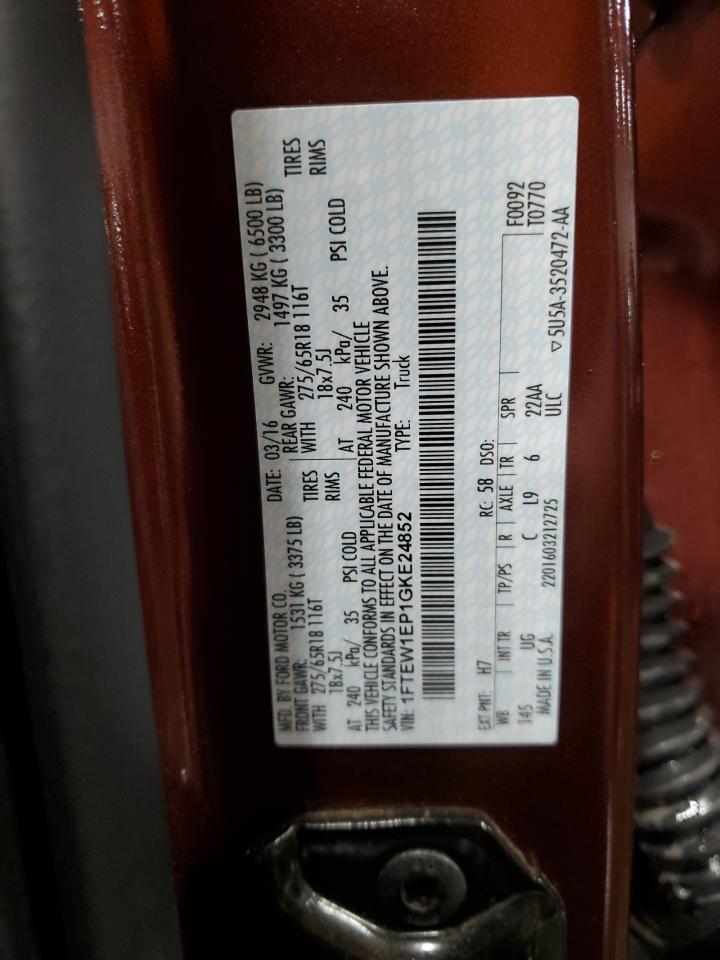 MFD. BY FORD MOTOR CO.
DATE: 03/16 GVWR: 2948 KG ( 6500 LB)
FRONT GAWR: 1531 KG ( 3375 LB) REAR GAWR: 1497 KG ( 3300 LB)
WITH 275/65R18 116T TIRES WITH 275/65R18 116T TIRES
18x7.5J RIMS 18x7.5J RIMS
AT 240 kPa/ 35 PSI COLD AT 240 kPa/ 35 PSI COLD
THIS VEHICLE CONFORMS TO ALL APPLICABLE FEDERAL MOTOR VEHICLE
SAFETY STANDARDS IN EFFECT ON THE DATE OF MANUFACTURE SHOWN ABOVE.
VIN: 1FTEW1EP1GKE24852 TYPE: Truck
EXT PNT: H7 RC: 58 DSO:
WB INT TR TP/PS R AXLE TR SPR F0092
145 UG C L9 6 22AA T0770
MADE IN U.S.A. 2201603212725 ULC ▽5U5A-3520472-AA